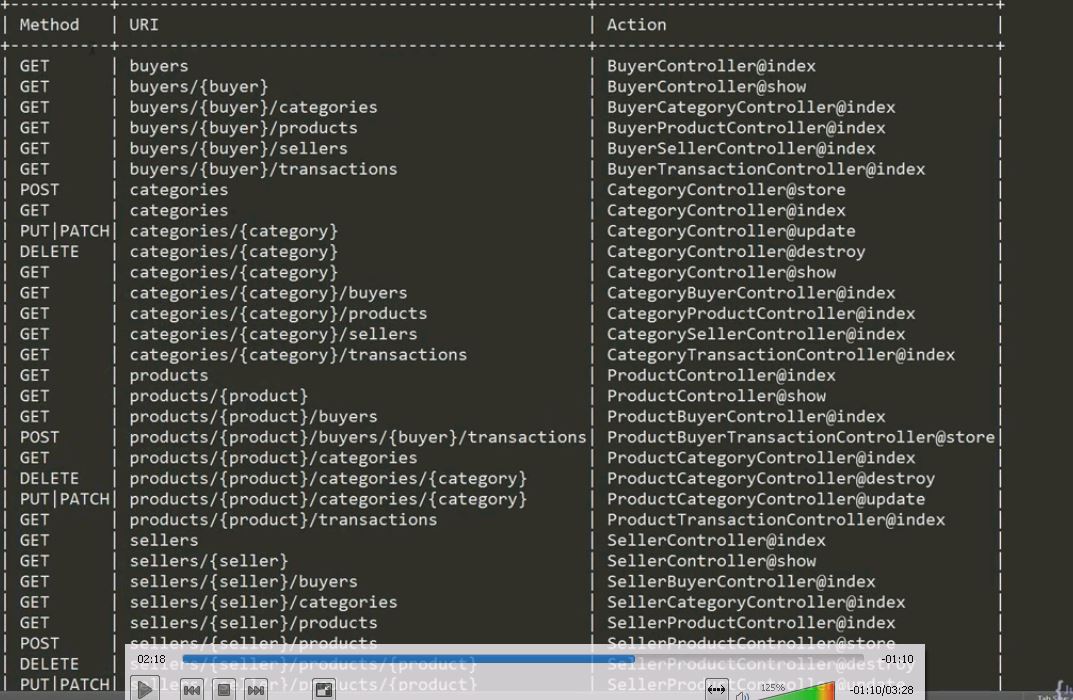 | Method | URI | Action |
| GET | buyers | BuyerController@index |
| GET | buyers/{buyer} | BuyerController@show |
| GET | buyers/{buyer}/categories | BuyerCategoryController@index |
| GET | buyers/{buyer}/products | BuyerProductController@index |
| GET | buyers/{buyer}/sellers | BuyerSellerController@index |
| GET | buyers/{buyer}/transactions | BuyerTransactionController@index |
| POST | categories | CategoryController@store |
| GET | categories | CategoryController@index |
| PUT|PATCH| categories/{category} | CategoryController@update |
| DELETE | categories/{category} | CategoryController@destroy |
| GET | categories/{category} | CategoryController@show |
| GET | categories/{category}/buyers | CategoryBuyerController@index |
| GET | categories/{category}/products | CategoryProductController@index |
| GET | categories/{category}/sellers | CategorySellerController@index |
| GET | categories/{category}/transactions | CategoryTransactionController@index |
| GET | products | ProductController@index |
| GET | products/{product} | ProductController@show |
| GET | products/{product}/buyers | ProductBuyerController@index |
| POST | products/{product}/buyers/{buyer}/transactions| ProductBuyerTransactionController@store|
| GET | products/{product}/categories | ProductCategoryController@index |
| DELETE | products/{product}/categories/{category} | ProductCategoryController@destroy |
| PUT|PATCH| products/{product}/categories/{category} | ProductCategoryController@update |
| GET | products/{product}/transactions | ProductTransactionController@index |
| GET | sellers | SellerController@index |
| GET | sellers/{seller} | SellerController@show |
| GET | sellers/{seller}/buyers | SellerBuyerController@index |
| GET | sellers/{seller}/categories | SellerCategoryController@index |
| GET | sellers/{seller}/products | SellerProductController@index |
| POST | sellers/{seller}/products | SellerProductController@store |
| DELETE | sellers/{seller}/products/{product} | SellerProductController@destroy |
| PUT|PATCH| sellers/{seller}/products/{product} | SellerProductController@update |
02:18 -01:10
125% -01:10/03:28